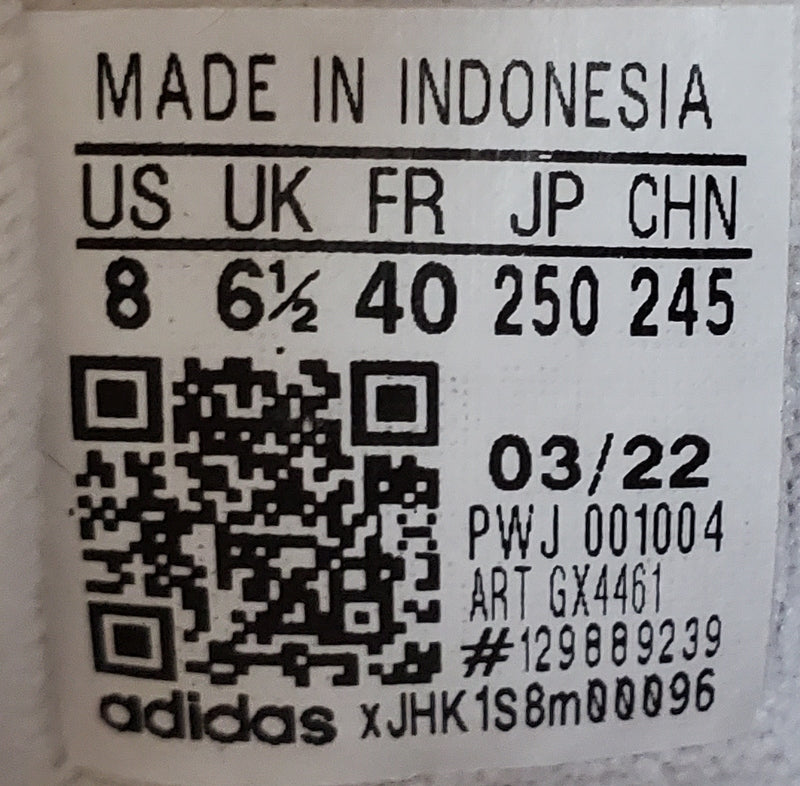 MADE IN INDONESIA
US UK FR JP CHN
8 6½ 40 250 245
03/22
PWJ 001004
ART GX4461
#129889239
adidas xJHK1S8m00096